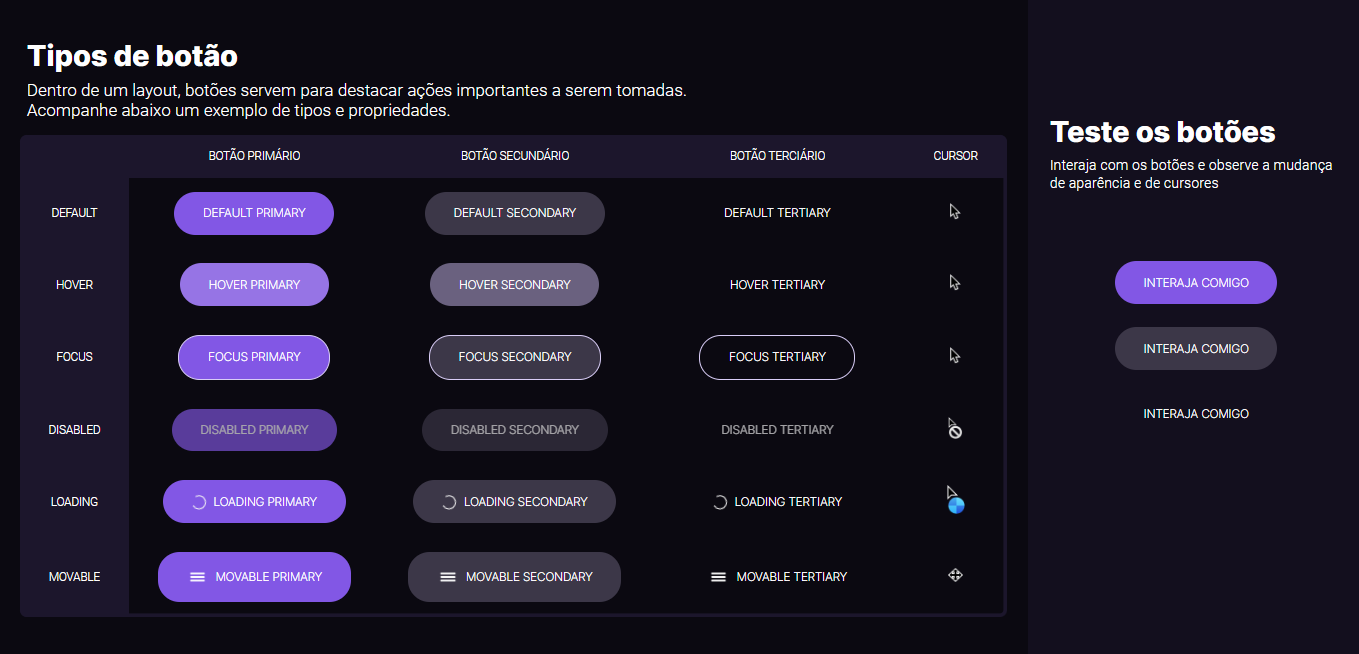 Tipos de botão
Dentro de um layout, botões servem para destacar ações importantes a serem tomadas.
Acompanhe abaixo um exemplo de tipos e propriedades.
BOTÃO PRIMÁRIO BOTÃO SECUNDÁRIO BOTÃO TERCIÁRIO CURSOR
DEFAULT DEFAULT PRIMARY DEFAULT SECONDARY DEFAULT TERTIARY
HOVER HOVER PRIMARY HOVER SECONDARY HOVER TERTIARY
FOCUS FOCUS PRIMARY FOCUS SECONDARY FOCUS TERTIARY
DISABLED DISABLED PRIMARY DISABLED SECONDARY DISABLED TERTIARY
LOADING LOADING PRIMARY LOADING SECONDARY LOADING TERTIARY
MOVABLE MOVABLE PRIMARY MOVABLE SECONDARY MOVABLE TERTIARY
Teste os botões
Interaja com os botões e observe a mudança
de aparência e de cursores
INTERAJA COMIGO
INTERAJA COMIGO
INTERAJA COMIGO